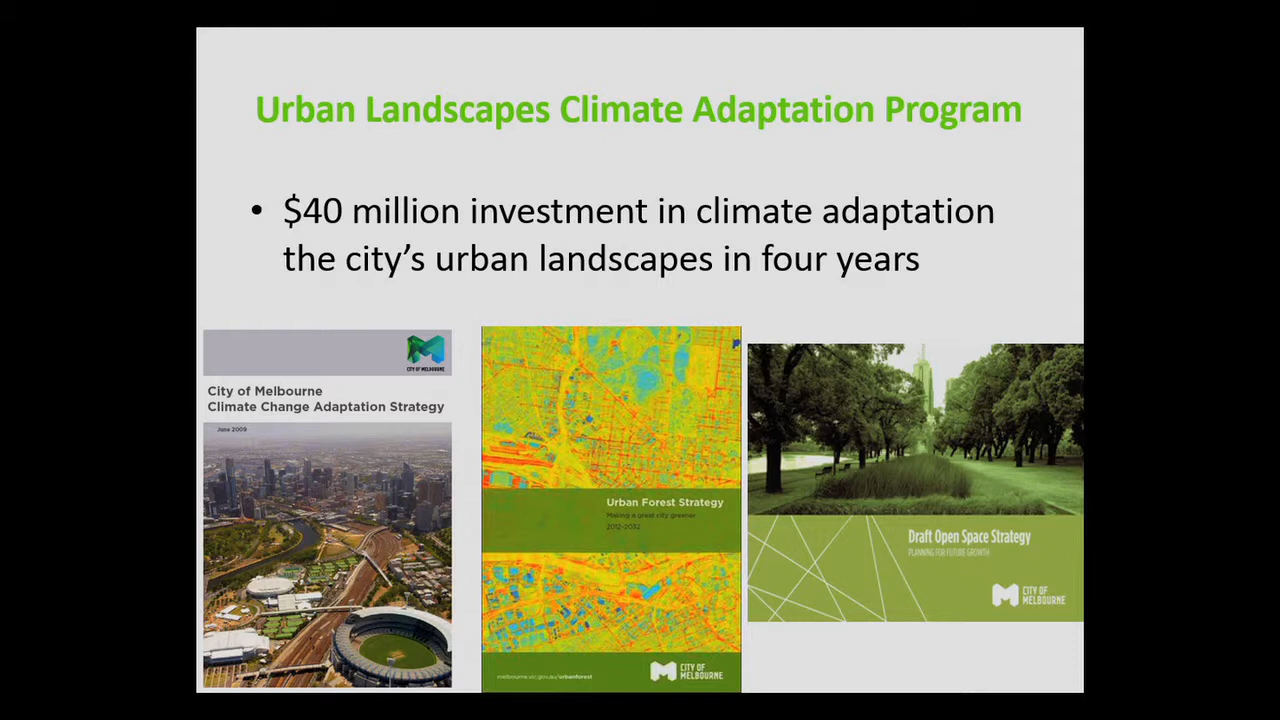 Urban Landscapes Climate Adaptation Program
• $40 million investment in climate adaptation
the city’s urban landscapes in four years
CITY OF MELBOURNE
City of Melbourne
Climate Change Adaptation Strategy
June 2009
Urban Forest Strategy
Making a great city greener
2012-2032
melbourne.vic.gov.au/urbanforest
CITY OF
MELBOURNE
Draft Open Space Strategy
PLANNING FOR FUTURE GROWTH
CITY OF
MELBOURNE